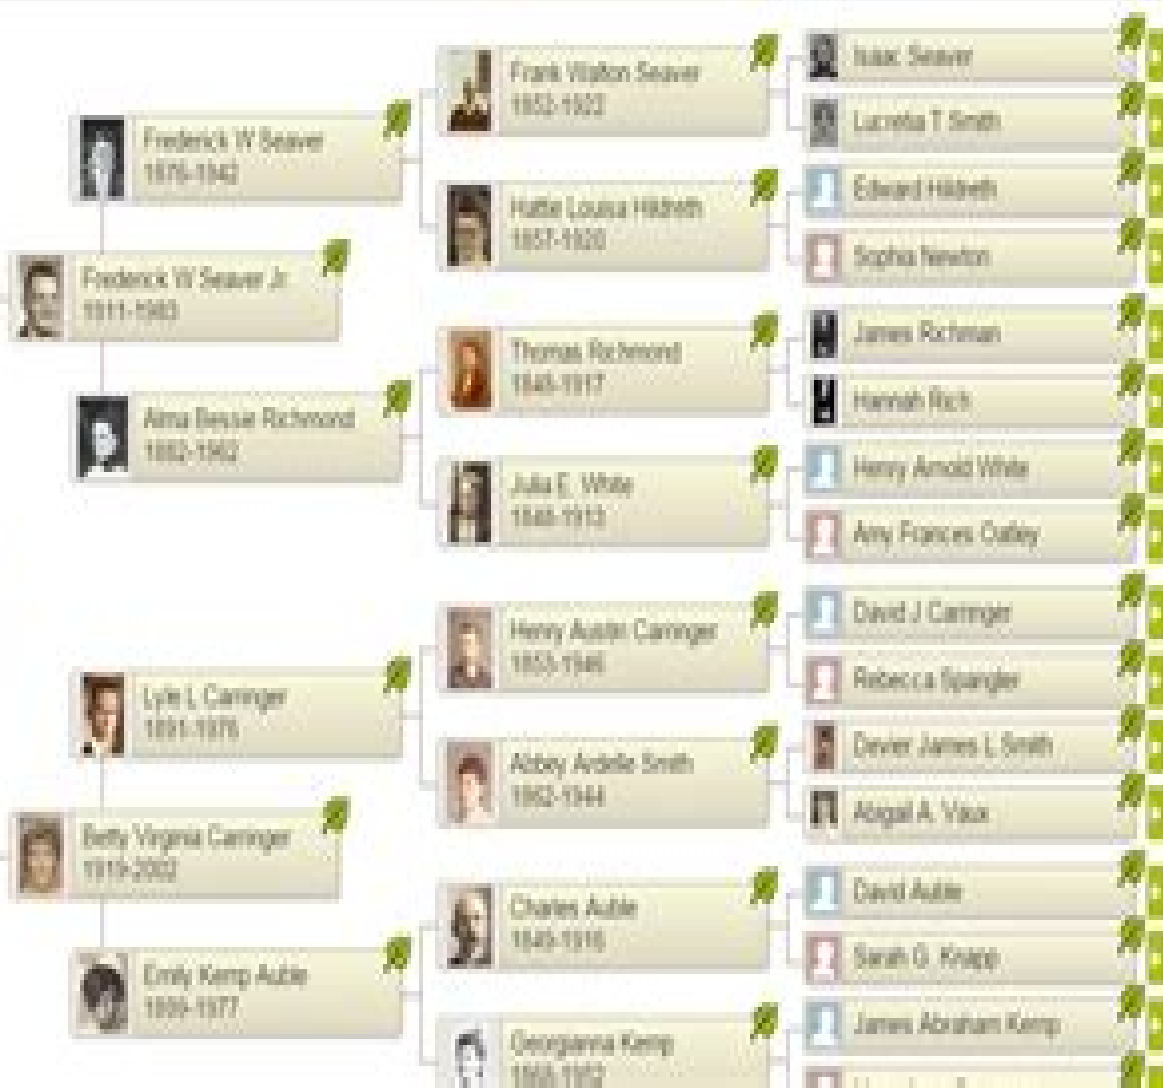 Isaac Seaver
Frank Walton Seaver
1852-1922
Lucretia T Smith
Frederick W Seaver
1876-1942
Edward Hildreth
Hattie Louisa Hildreth
1857-1920
Sophia Newton
Frederick W Seaver Jr
1911-1983
James Richman
Thomas Richmond
1848-1917
Hannah Rich
Alma Bessie Richmond
1882-1962
Henry Arnold White
Julia E. White
1848-1913
Amy Frances Oatley
David J Carringer
Henry Austin Carringer
1853-1946
Rebecca Spangler
Lyle L Carringer
1891-1976
Devier James L Smith
Abbey Ardelle Smith
1862-1944
Abigail A. Vaux
Betty Virginia Carringer
1919-2002
David Auble
Charles Auble
1849-1916
Sarah G. Knapp
Emily Kemp Auble
1899-1977
James Abraham Kemp
Georgianna Kemp
1868-1952